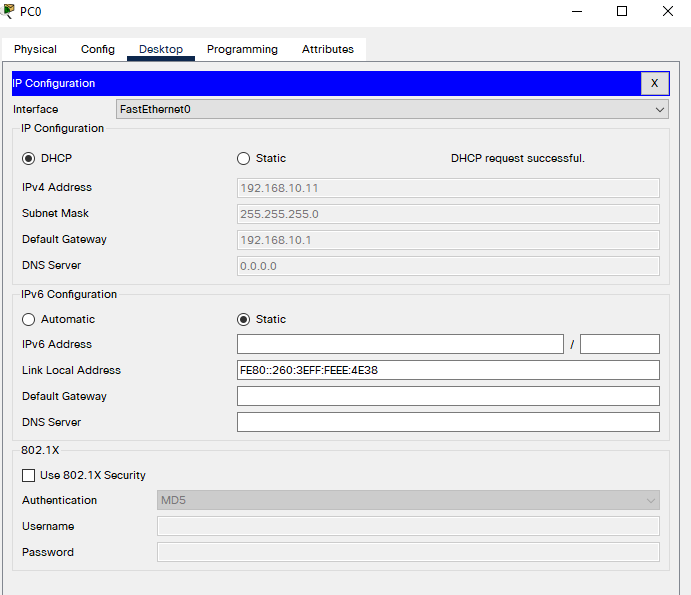 PC0
Physical Config Desktop Programming Attributes
IP Configuration X
Interface FastEthernet0
IP Configuration
DHCP Static DHCP request successful.
IPv4 Address 192.168.10.11
Subnet Mask 255.255.255.0
Default Gateway 192.168.10.1
DNS Server 0.0.0.0
IPv6 Configuration
Automatic Static
IPv6 Address /
Link Local Address FE80::260:3EFF:FEEE:4E38
Default Gateway
DNS Server
802.1X
Use 802.1X Security
Authentication MD5
Username
Password